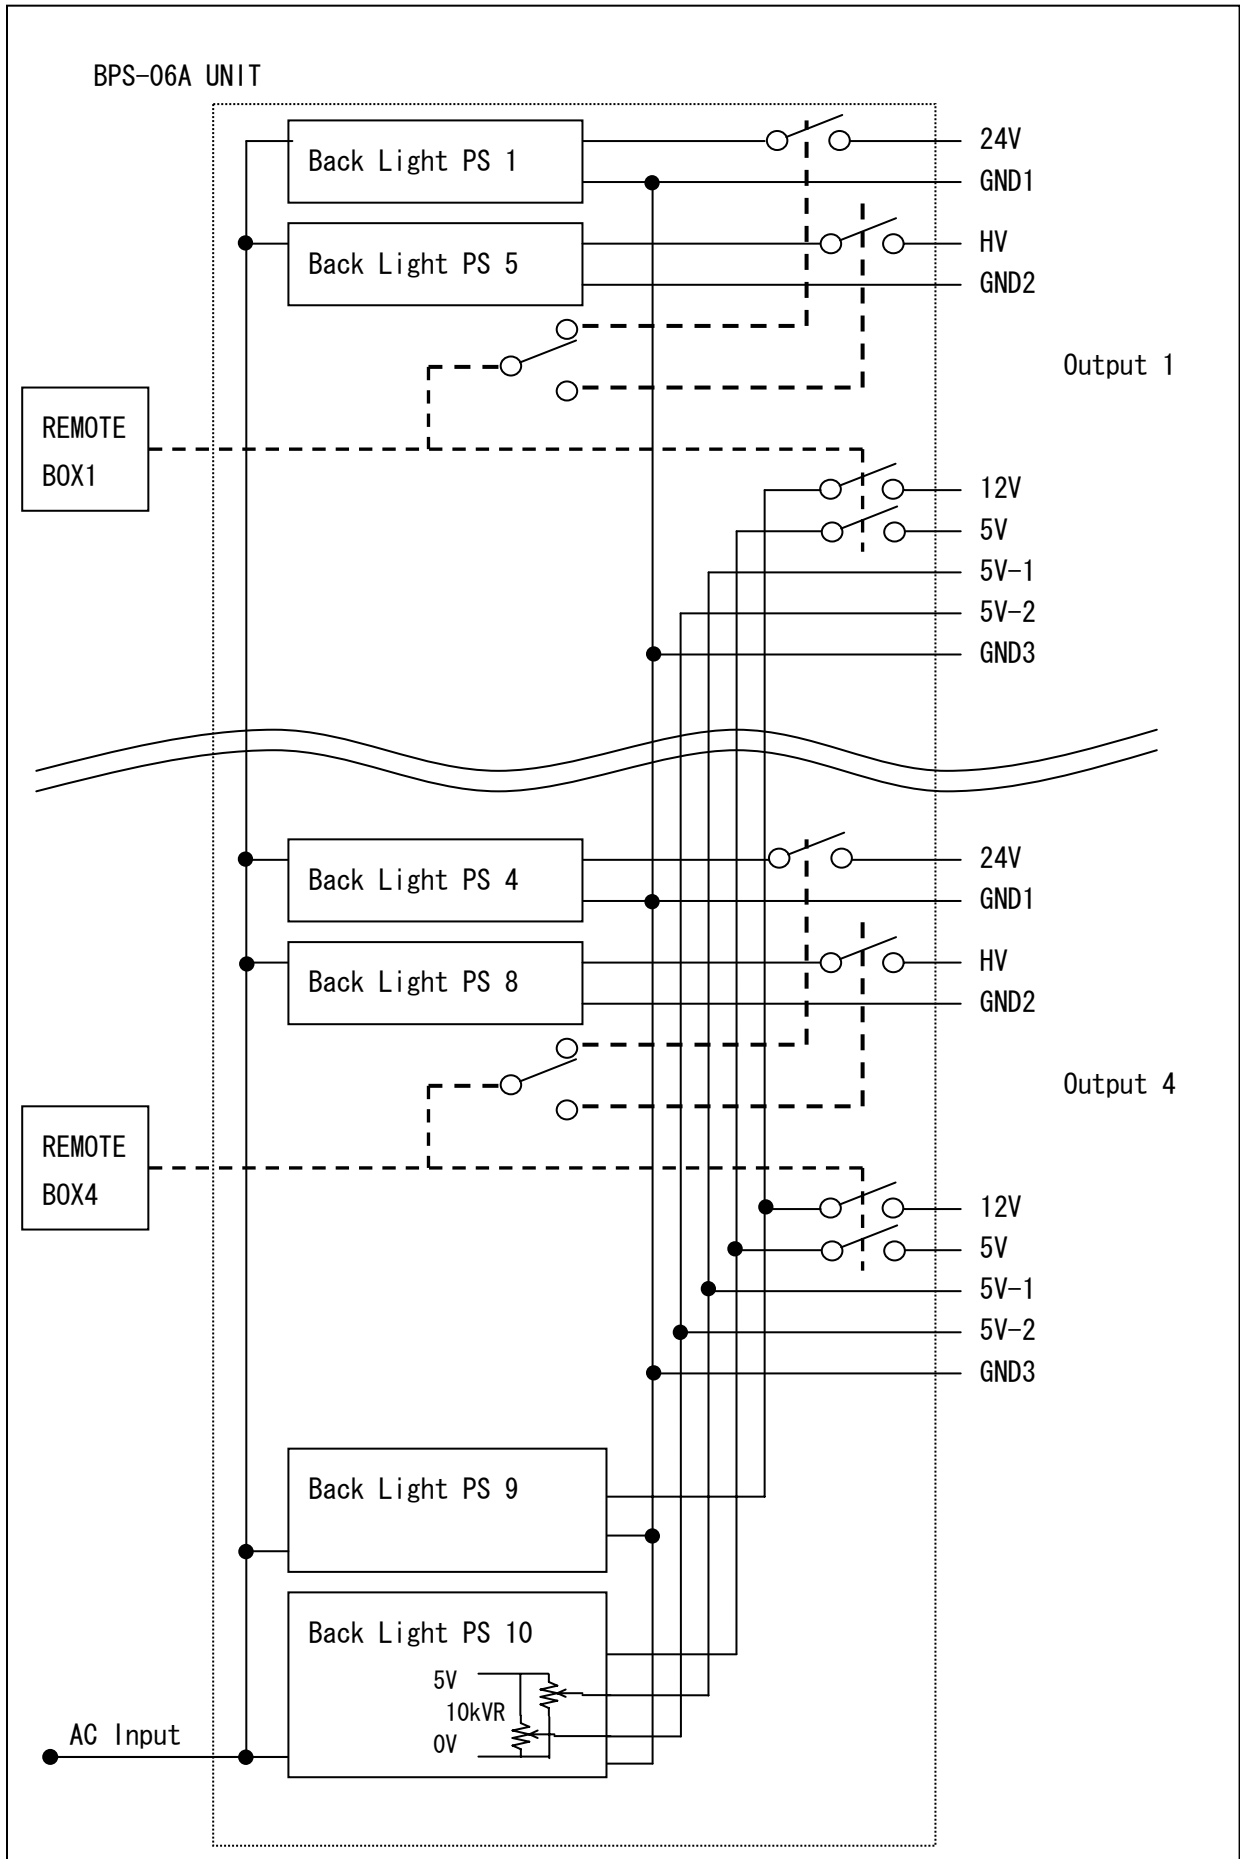 BPS-06A UNIT
Back Light PS 1
24V
GND1
Back Light PS 5
HV
GND2
Output 1
REMOTE
BOX1
12V
5V
5V-1
5V-2
GND3
Back Light PS 4
24V
GND1
Back Light PS 8
HV
GND2
Output 4
REMOTE
BOX4
12V
5V
5V-1
5V-2
GND3
Back Light PS 9
Back Light PS 10
5V
10kVR
0V
AC Input